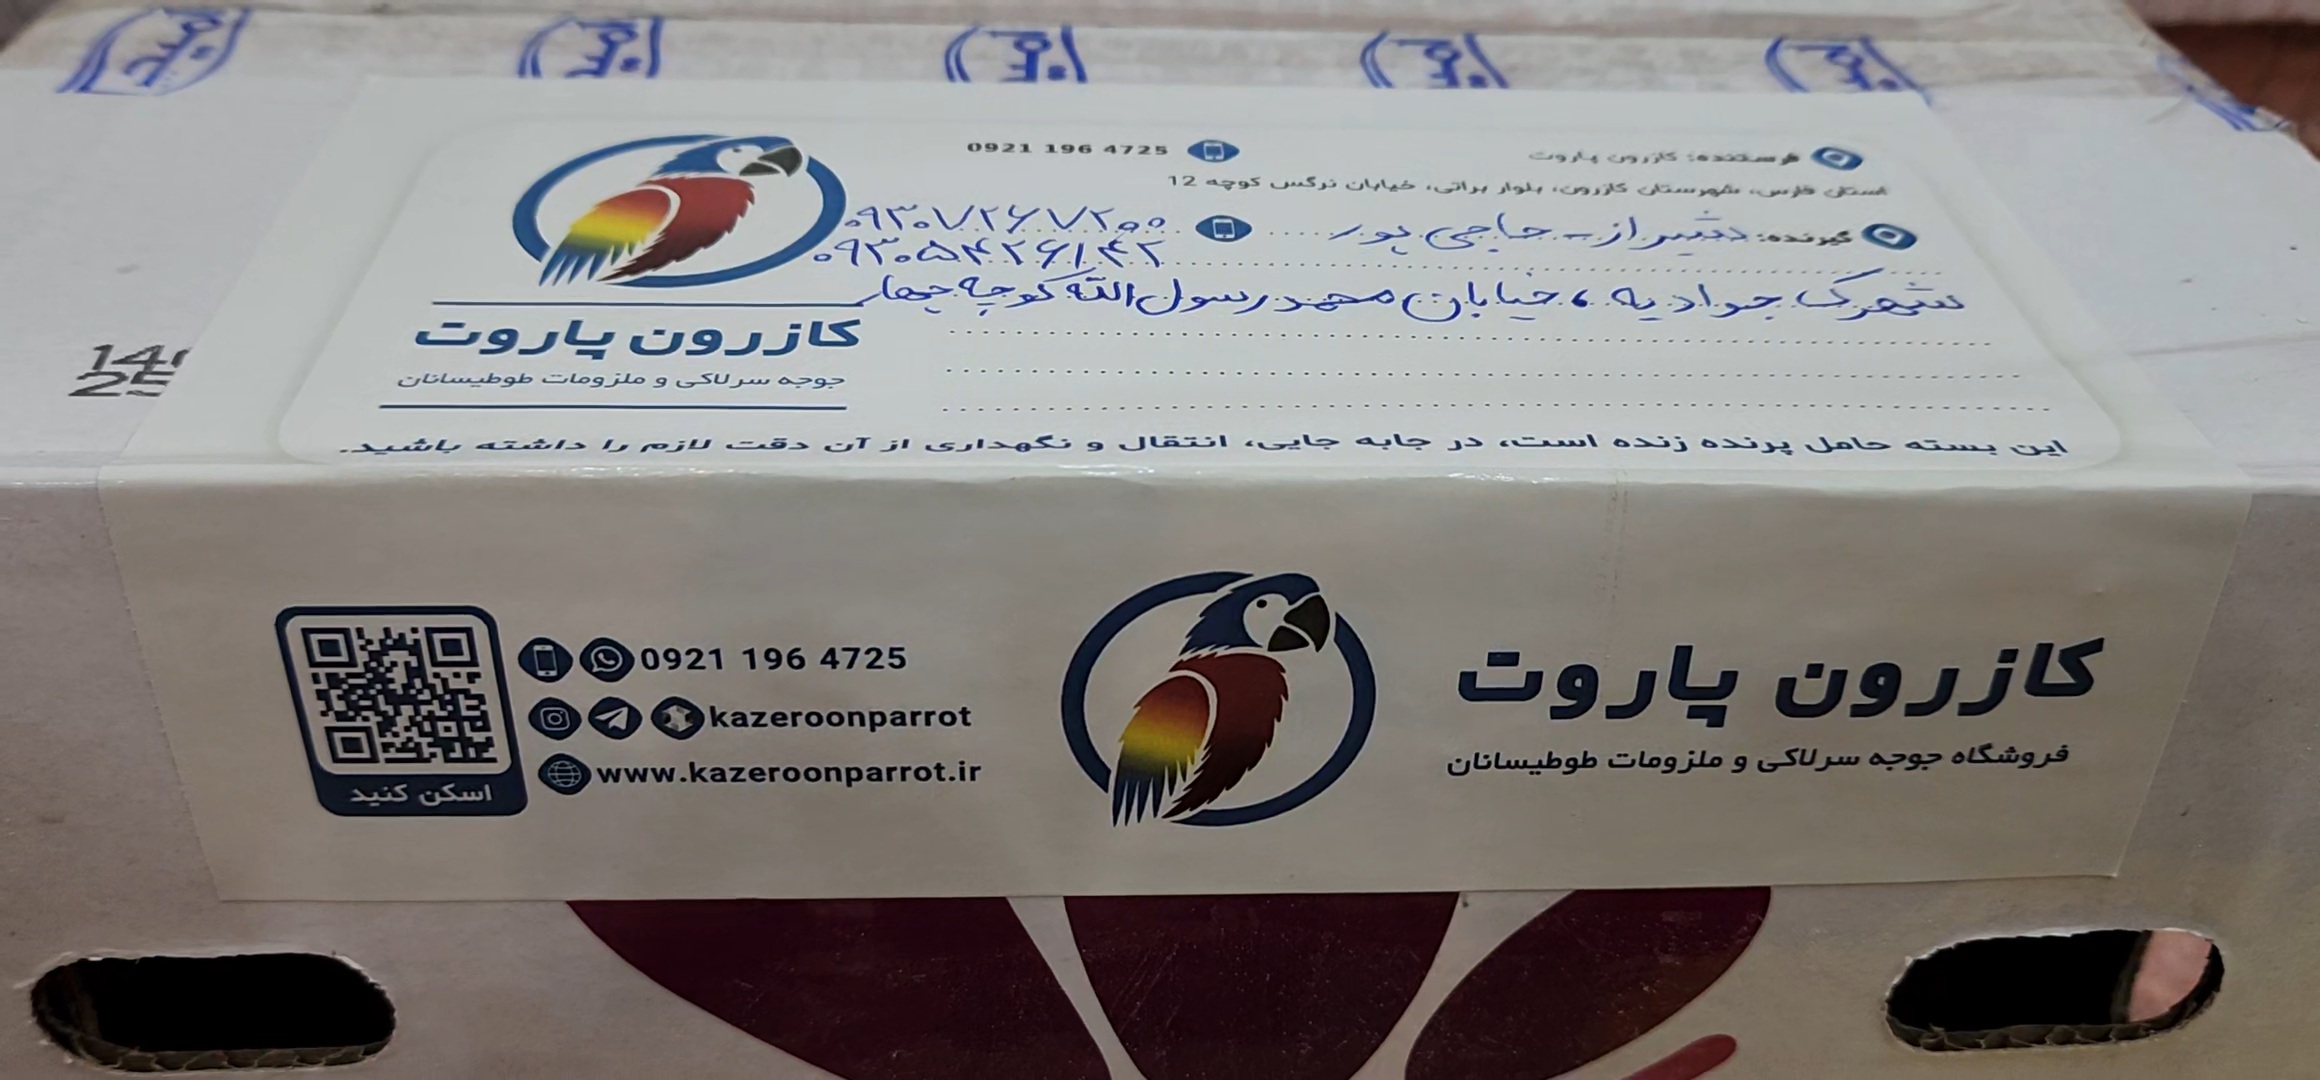 فرستنده: کازرون پاروت
0921 196 4725
استان فارس، شهرستان کازرون، بلوار براتی، خیابان نرگس کوچه 12
گیرنده: شیراز - حاجی پور
۰۹۳۰۷۲۶۷۲۰۰
۰۹۳۰۵۴۲۶۱۴۲
شهرک جوادیه ، خیابان محمد رسول الله کوچه چهار
کازرون پاروت
جوجه سرلاکی و ملزومات طوطیسانان
این بسته حامل پرنده زنده است، در جابه جایی، انتقال و نگهداری از آن دقت لازم را داشته باشید.
کازرون پاروت
فروشگاه جوجه سرلاکی و ملزومات طوطیسانان
0921 196 4725
kazeroonparrot
www.kazeroonparrot.ir
اسکن کنید